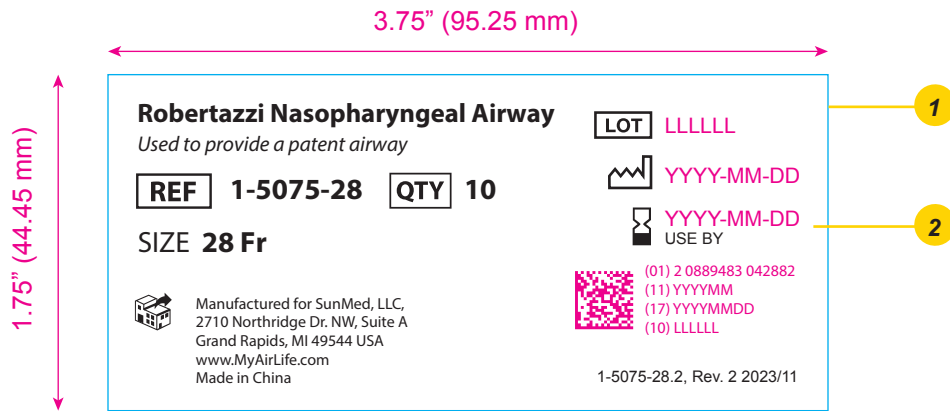 3.75” (95.25 mm)
1.75” (44.45 mm)
Robertazzi Nasopharyngeal Airway
Used to provide a patent airway
REF 1-5075-28 QTY 10
SIZE 28 Fr
Manufactured for SunMed, LLC,
2710 Northridge Dr. NW, Suite A
Grand Rapids, MI 49544 USA
www.MyAirLife.com
Made in China
LOT LLLLLL
YYYY-MM-DD
YYYY-MM-DD
USE BY
(01) 2 0889483 042882
(11) YYYYMM
(17) YYYYMMDD
(10) LLLLLL
1-5075-28.2, Rev. 2 2023/11
1
2